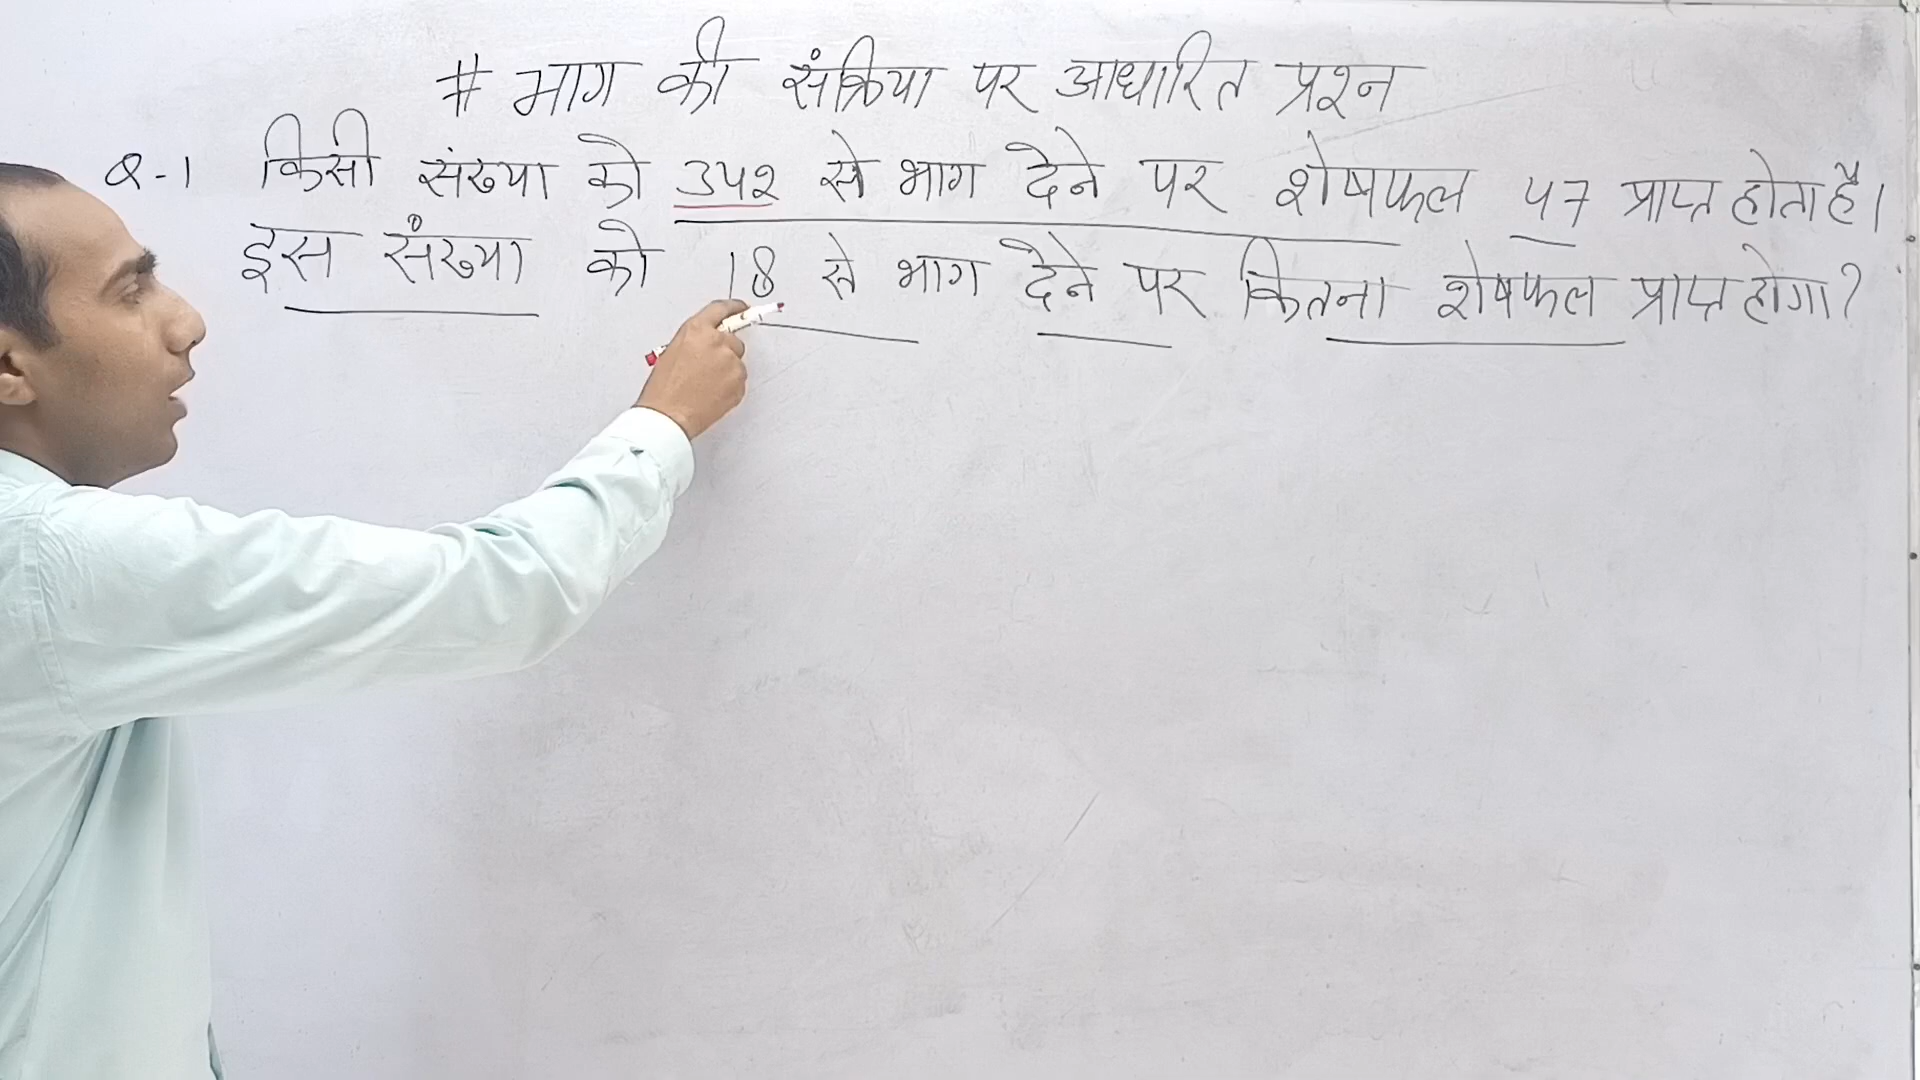 # भाग की संक्रिया पर आधारित प्रश्न
Q-1 किसी संख्या को 342 से भाग देने पर शेषफल 47 प्राप्त होता है।
इस संख्या को 18 से भाग देने पर कितना शेषफल प्राप्त होगा?